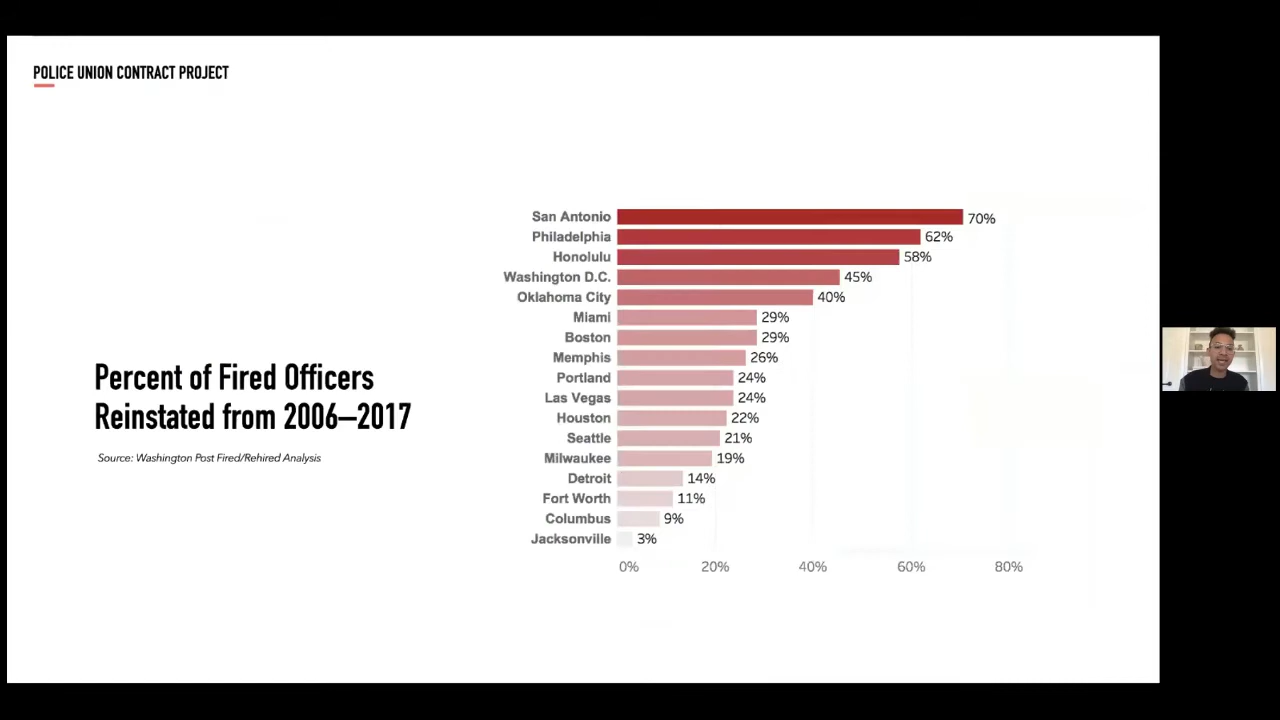 POLICE UNION CONTRACT PROJECT
Percent of Fired Officers
Reinstated from 2006–2017
Source: Washington Post Fired/Rehired Analysis
San Antonio 70%
Philadelphia 62%
Honolulu 58%
Washington D.C. 45%
Oklahoma City 40%
Miami 29%
Boston 29%
Memphis 26%
Portland 24%
Las Vegas 24%
Houston 22%
Seattle 21%
Milwaukee 19%
Detroit 14%
Fort Worth 11%
Columbus 9%
Jacksonville 3%
0% 20% 40% 60% 80%